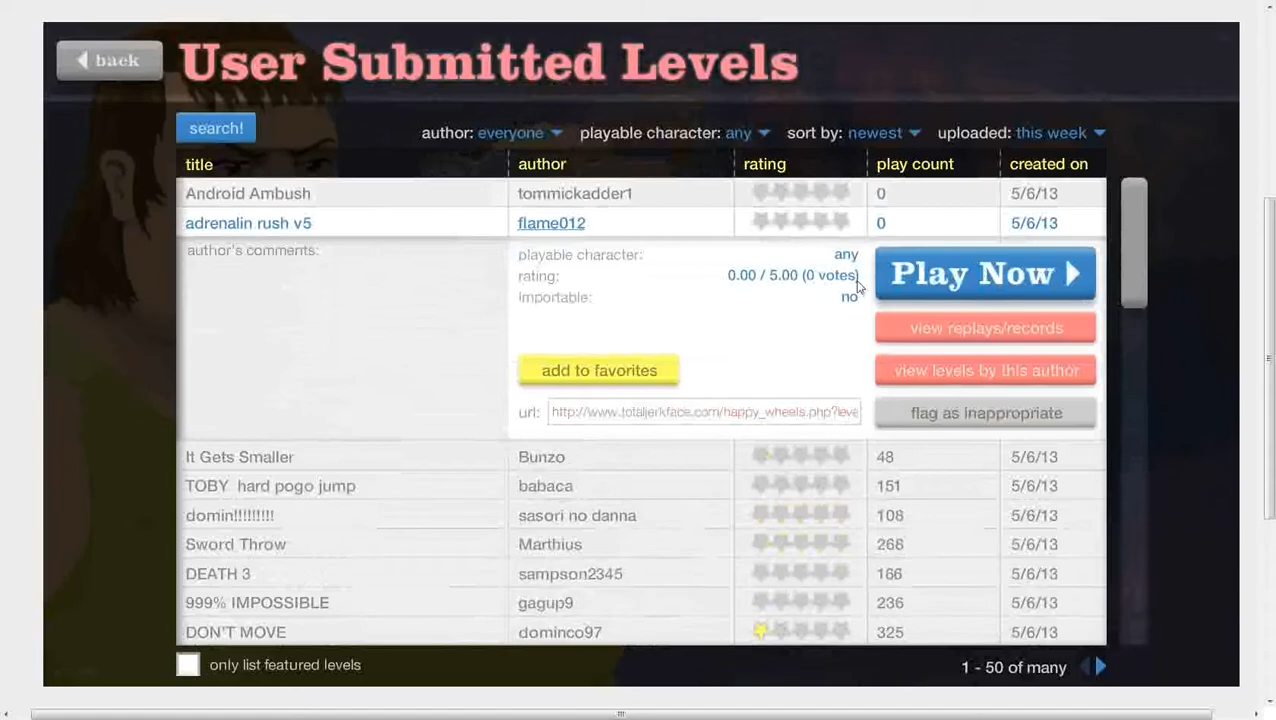 back
User Submitted Levels
search!
author: everyone playable character: any sort by: newest uploaded: this week
title author rating play count created on
Android Ambush tommickadder1 0 5/6/13
adrenalin rush v5 flame012 0 5/6/13
author's comments:
playable character: any
rating: 0.00 / 5.00 (0 votes)
importable: no
Play Now
view replays/records
add to favorites
view levels by this author
url: http://www.totaljerkface.com/happy_wheels.php?leve
flag as inappropriate
It Gets Smaller Bunzo 48 5/6/13
TOBY hard pogo jump babaca 151 5/6/13
domin!!!!!!!!! sasori no danna 108 5/6/13
Sword Throw Marthius 268 5/6/13
DEATH 3 sampson2345 166 5/6/13
999% IMPOSSIBLE gagup9 236 5/6/13
DON'T MOVE dominco97 325 5/6/13
only list featured levels
1 - 50 of many